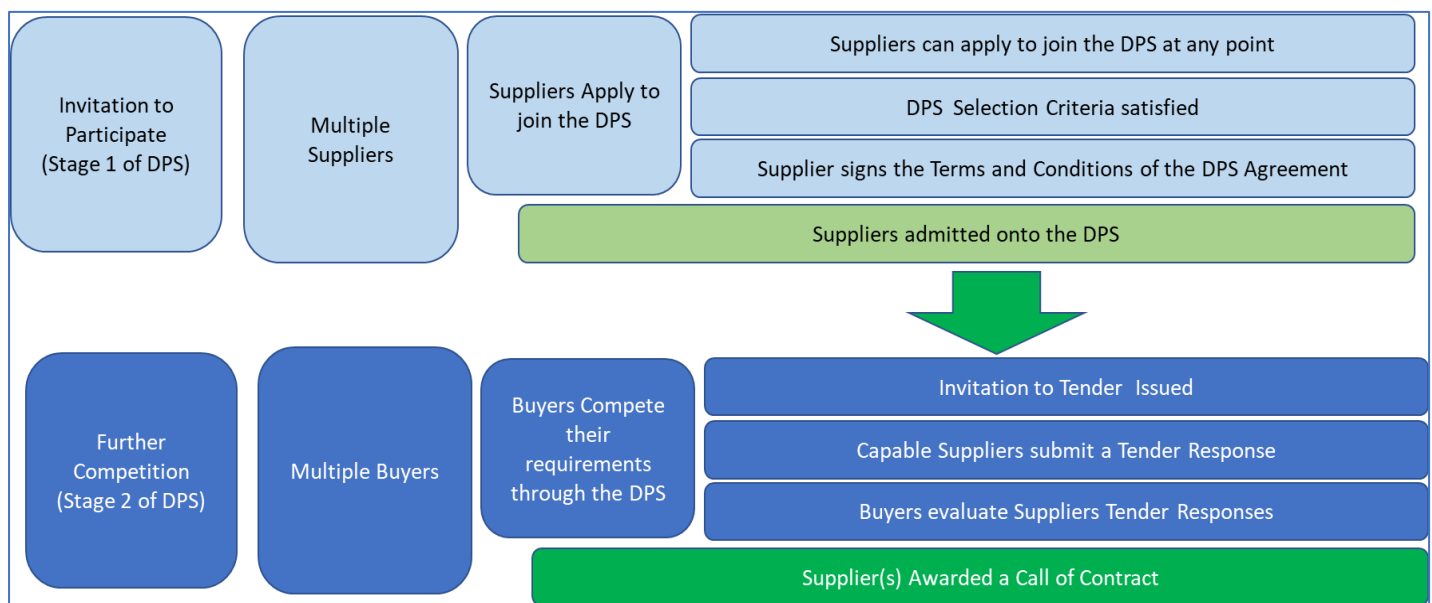 Invitation to
Participate
(Stage 1 of DPS)
Multiple
Suppliers
Suppliers Apply to
join the DPS
Suppliers can apply to join the DPS at any point
DPS Selection Criteria satisfied
Supplier signs the Terms and Conditions of the DPS Agreement
Suppliers admitted onto the DPS
Further
Competition
(Stage 2 of DPS)
Multiple Buyers
Buyers Compete
their
requirements
through the DPS
Invitation to Tender Issued
Capable Suppliers submit a Tender Response
Buyers evaluate Suppliers Tender Responses
Supplier(s) Awarded a Call of Contract